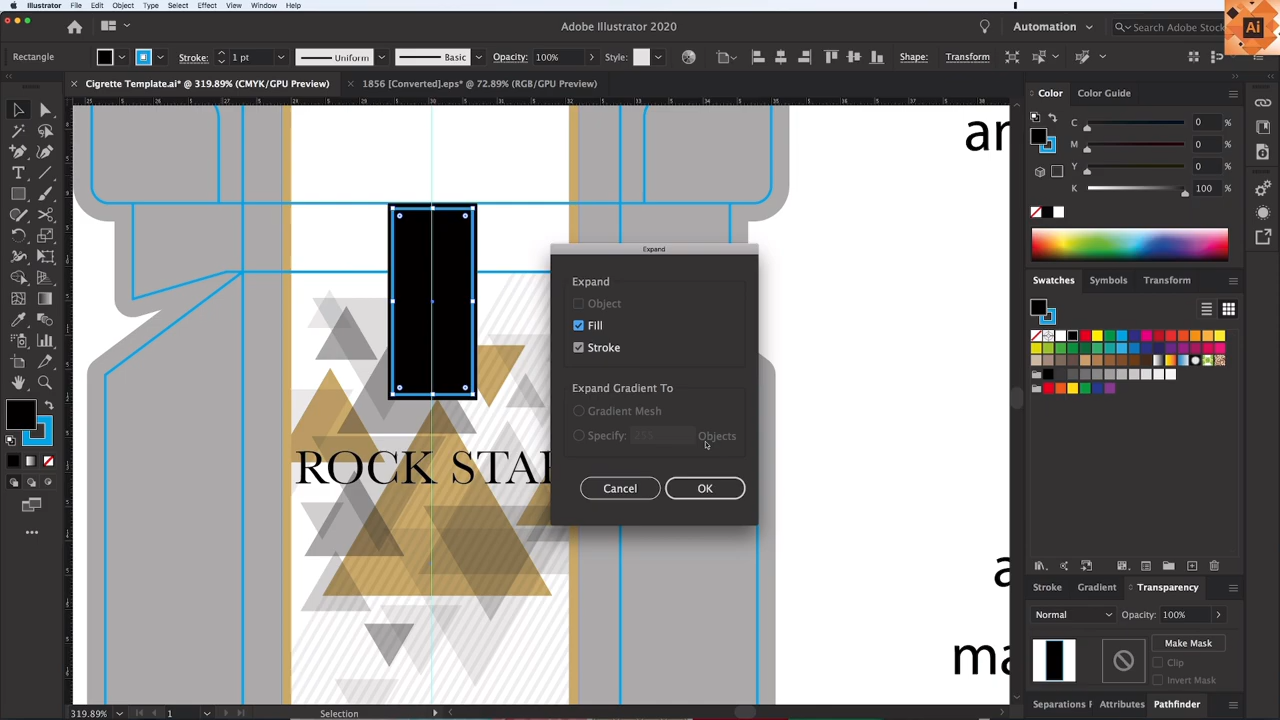 Illustrator File Edit Object Type Select Effect View Window Help
Adobe Illustrator 2020
Automation
Search Adobe Stock
Ai
Rectangle
Stroke: 1 pt
Uniform
Basic
Opacity: 100%
Style:
Shape:
Transform
Cigrette Template.ai* @ 319.89% (CMYK/GPU Preview)
1856 [Converted].eps* @ 72.89% (RGB/GPU Preview)
Color Color Guide
C 0 %
M 0 %
Y 0 %
K 100 %
Swatches Symbols Transform
Expand
Expand
Object
Fill
Stroke
Expand Gradient To
Gradient Mesh
Specify: 255 Objects
Cancel OK
ROCK STAR
Stroke Gradient Transparency
Normal Opacity: 100%
Make Mask
Clip
Invert Mask
Separations Attributes Pathfinder
319.89% 1 Selection